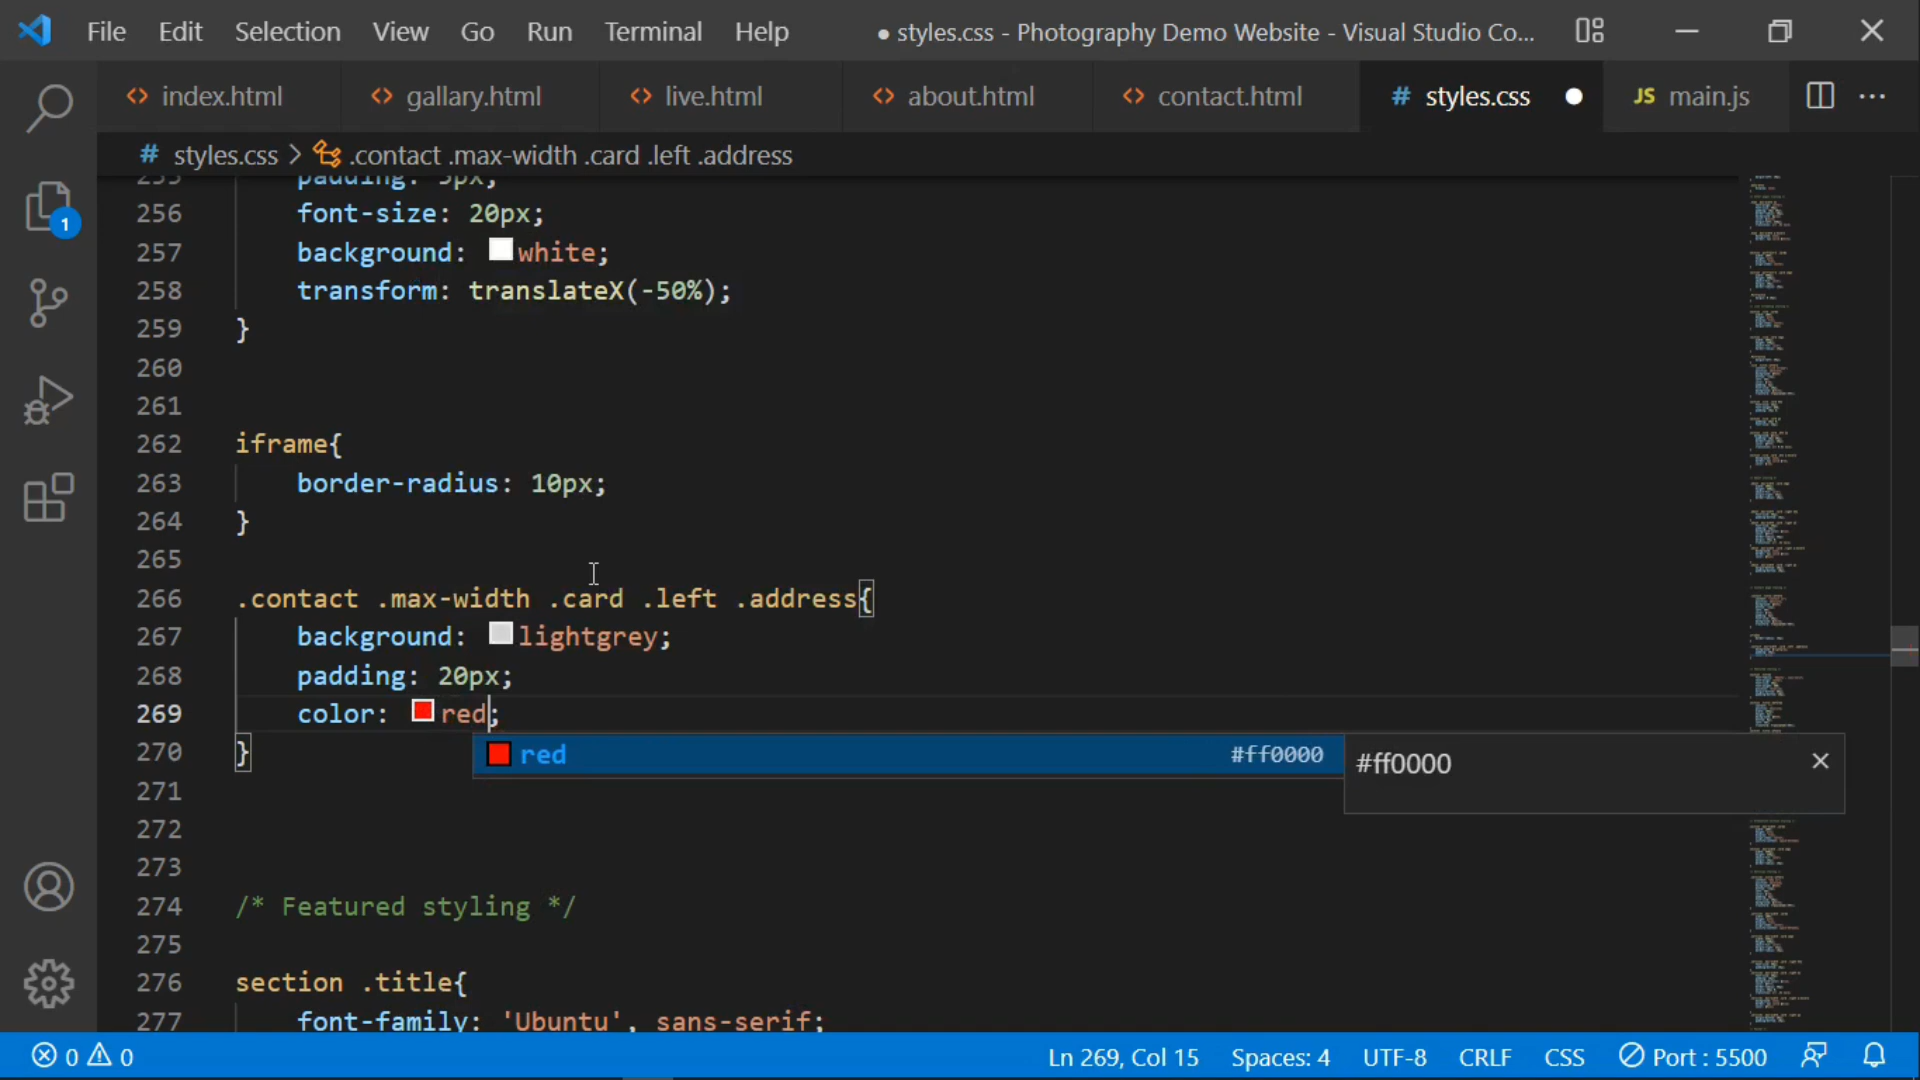 File Edit Selection View Go Run Terminal Help ● styles.css - Photography Demo Website - Visual Studio Co...
index.html gallary.html live.html about.html contact.html # styles.css JS main.js ...
# styles.css > .contact .max-width .card .left .address
255 padding: 5px;
256 font-size: 20px;
257 background: white;
258 transform: translateX(-50%);
259 }
260
261
262 iframe{
263 border-radius: 10px;
264 }
265
266 .contact .max-width .card .left .address{
267 background: lightgrey;
268 padding: 20px;
269 color: red;
270 }
red #ff0000 #ff0000
271
272
273
274 /* Featured styling */
275
276 section .title{
277 font-family: 'Ubuntu', sans-serif;
1
0 0 Ln 269, Col 15 Spaces: 4 UTF-8 CRLF CSS Port : 5500